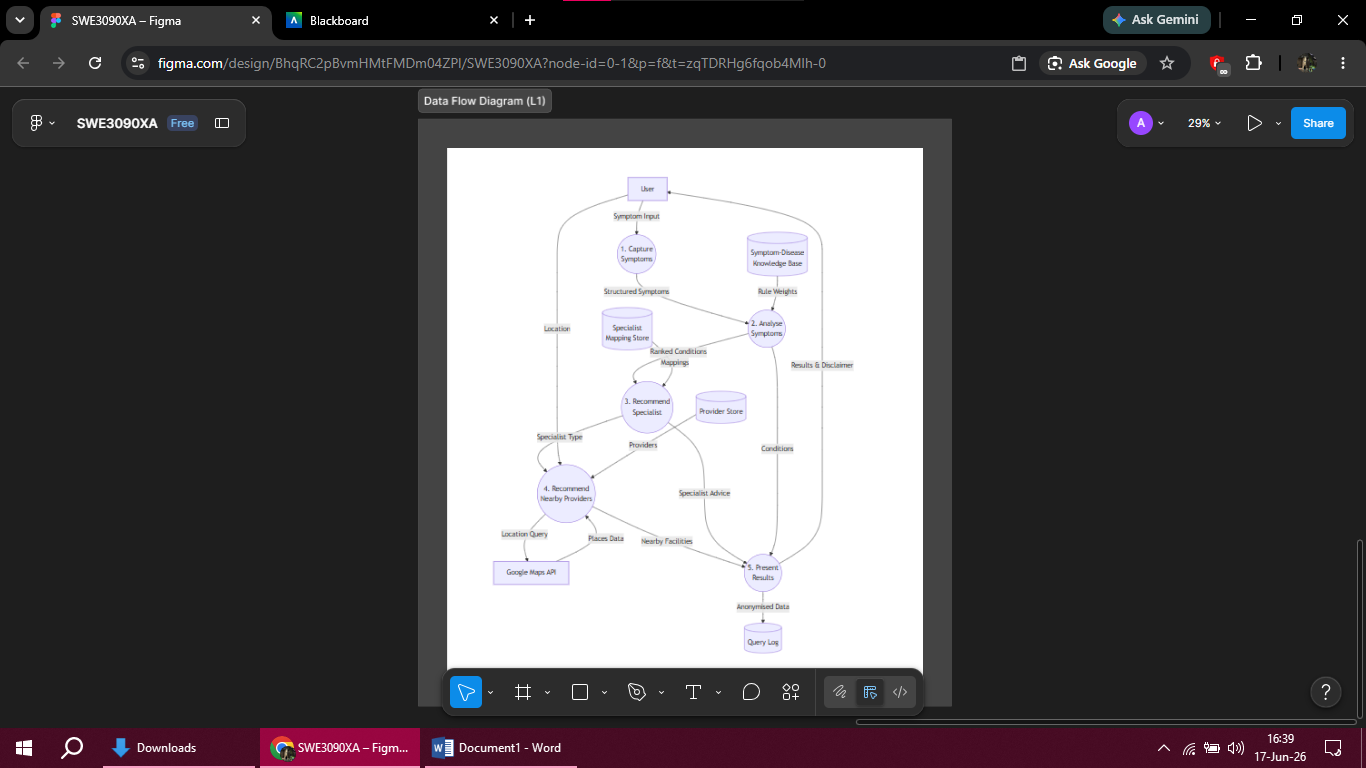 SWE3090XA – Figma
Blackboard
Ask Gemini
figma.com/design/BhqRC2pBvmHMtFMDm04ZPI/SWE3090XA?node-id=0-1&p=f&t=zqTDRHg6fqob4Mlh-0
Ask Google
SWE3090XA
Free
Data Flow Diagram (L1)
A
29%
Share
User
Symptom Input
1. Capture
Symptoms
Symptom-Disease
Knowledge Base
Structured Symptoms
Rule Weights
Specialist
Mapping Store
2. Analyse
Symptoms
Location
Ranked Conditions
Mappings
Results & Disclaimer
3. Recommend
Specialist
Provider Store
Specialist Type
Providers
Conditions
4. Recommend
Nearby Providers
Specialist Advice
Location Query
Places Data
Nearby Facilities
Google Maps API
5. Present
Results
Anonymised Data
Query Log
T
?
Downloads
SWE3090XA – Figm...
Document1 - Word
16:39
17-Jun-26